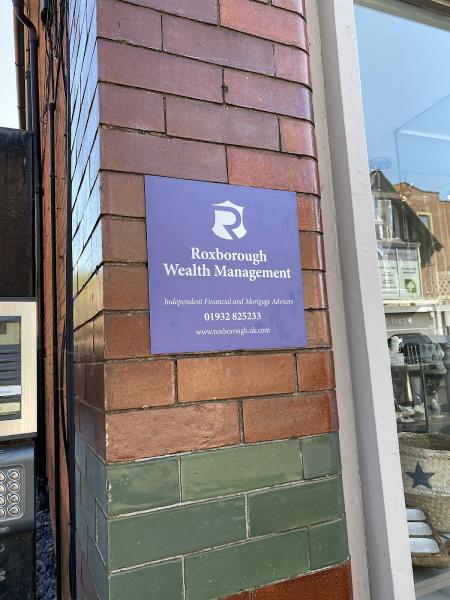 R
Roxborough
Wealth Management
Independent Financial and Mortgage Advisers
01932 825233
www.roxborough.uk.com